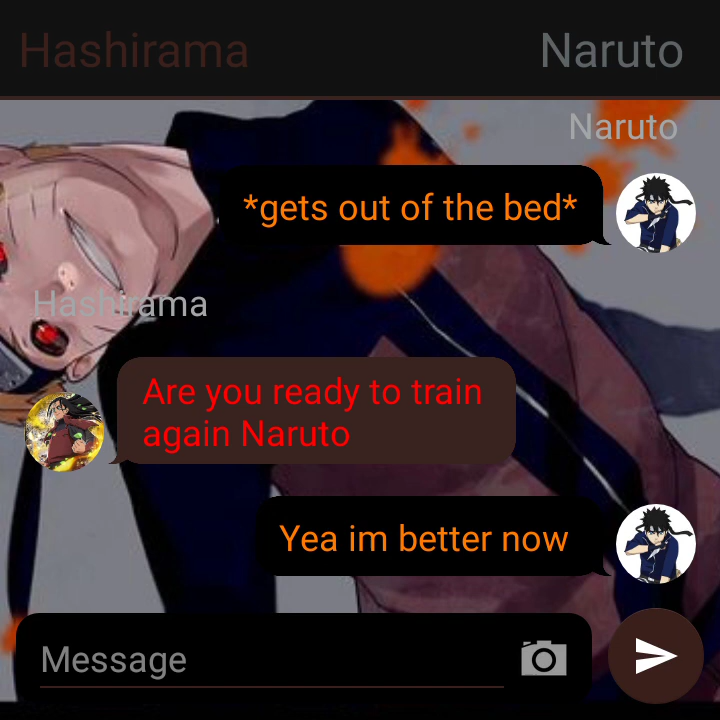 Hashirama
Naruto
Naruto
*gets out of the bed*
Hashirama
Are you ready to train
again Naruto
Yea im better now
Message